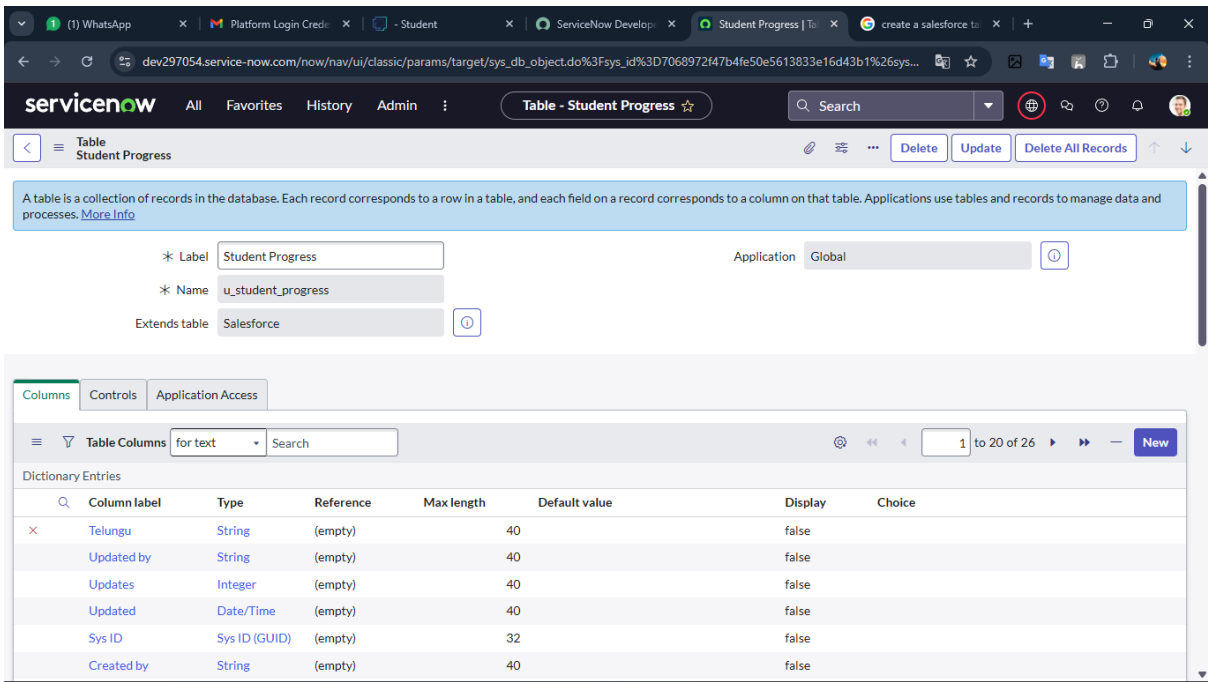 (1) WhatsApp
Platform Login Crede
- Student
ServiceNow Develop
Student Progress | Ta
create a salesforce ta
dev297054.service-now.com/now/nav/ui/classic/params/target/sys_db_object.do%3Fsys_id%3D7068972f47b4fe50e5613833e16d43b1%26sys...
servicenow All Favorites History Admin Table - Student Progress Search
Table
Student Progress
Delete Update Delete All Records
A table is a collection of records in the database. Each record corresponds to a row in a table, and each field on a record corresponds to a column on that table. Applications use tables and records to manage data and
processes. More Info
Label Student Progress Application Global
Name u_student_progress
Extends table Salesforce
Columns Controls Application Access
Table Columns for text Search 1 to 20 of 26 New
Dictionary Entries
Column label Type Reference Max length Default value Display Choice
Telungu String (empty) 40 false
Updated by String (empty) 40 false
Updates Integer (empty) 40 false
Updated Date/Time (empty) 40 false
Sys ID Sys ID (GUID) (empty) 32 false
Created by String (empty) 40 false